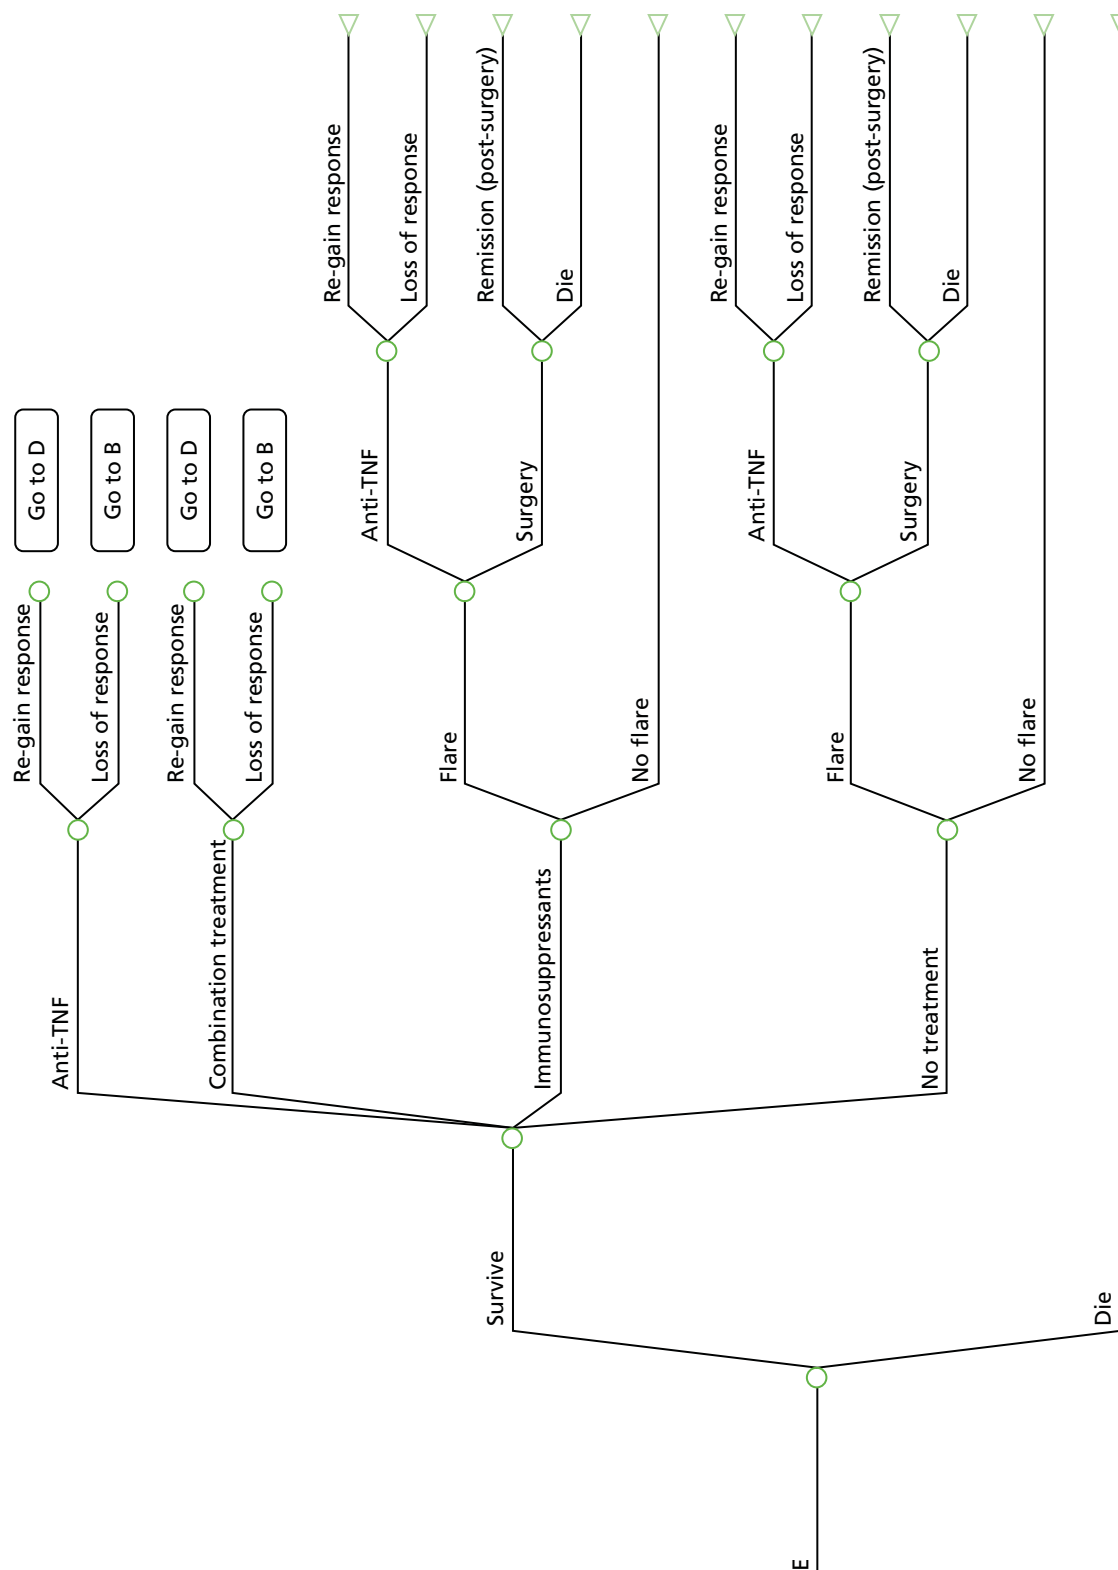 E
Survive
Die
Anti-TNF
Re-gain response
Go to D
Loss of response
Go to B
Combination treatment
Re-gain response
Go to D
Loss of response
Go to B
Immunosuppressants
Flare
Anti-TNF
Re-gain response
Loss of response
Surgery
Remission (post-surgery)
Die
No flare
No treatment
Flare
Anti-TNF
Re-gain response
Loss of response
Surgery
Remission (post-surgery)
Die
No flare